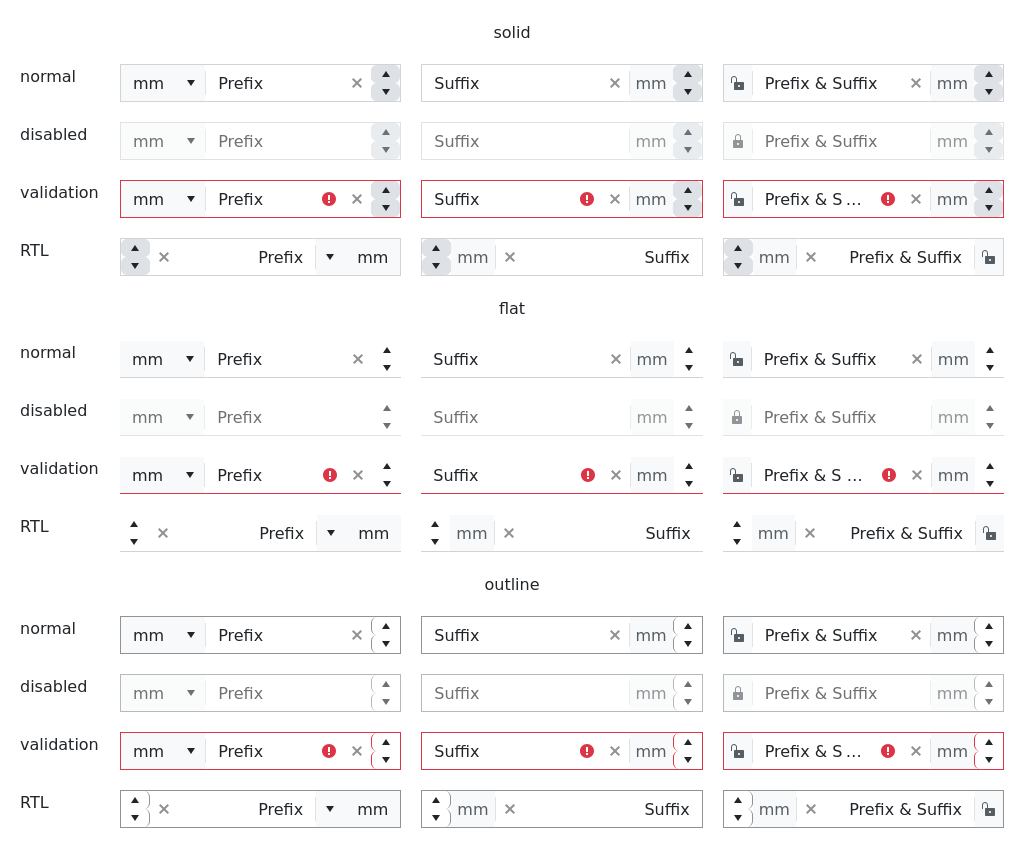 solid
normal mm Prefix Suffix mm Prefix & Suffix mm
disabled mm Prefix Suffix mm Prefix & Suffix mm
validation mm Prefix Suffix mm Prefix & S ... mm
RTL Prefix mm mm Suffix mm Prefix & Suffix
flat
normal mm Prefix Suffix mm Prefix & Suffix mm
disabled mm Prefix Suffix mm Prefix & Suffix mm
validation mm Prefix Suffix mm Prefix & S ... mm
RTL Prefix mm mm Suffix mm Prefix & Suffix
outline
normal mm Prefix Suffix mm Prefix & Suffix mm
disabled mm Prefix Suffix mm Prefix & Suffix mm
validation mm Prefix Suffix mm Prefix & S ... mm
RTL Prefix mm mm Suffix mm Prefix & Suffix